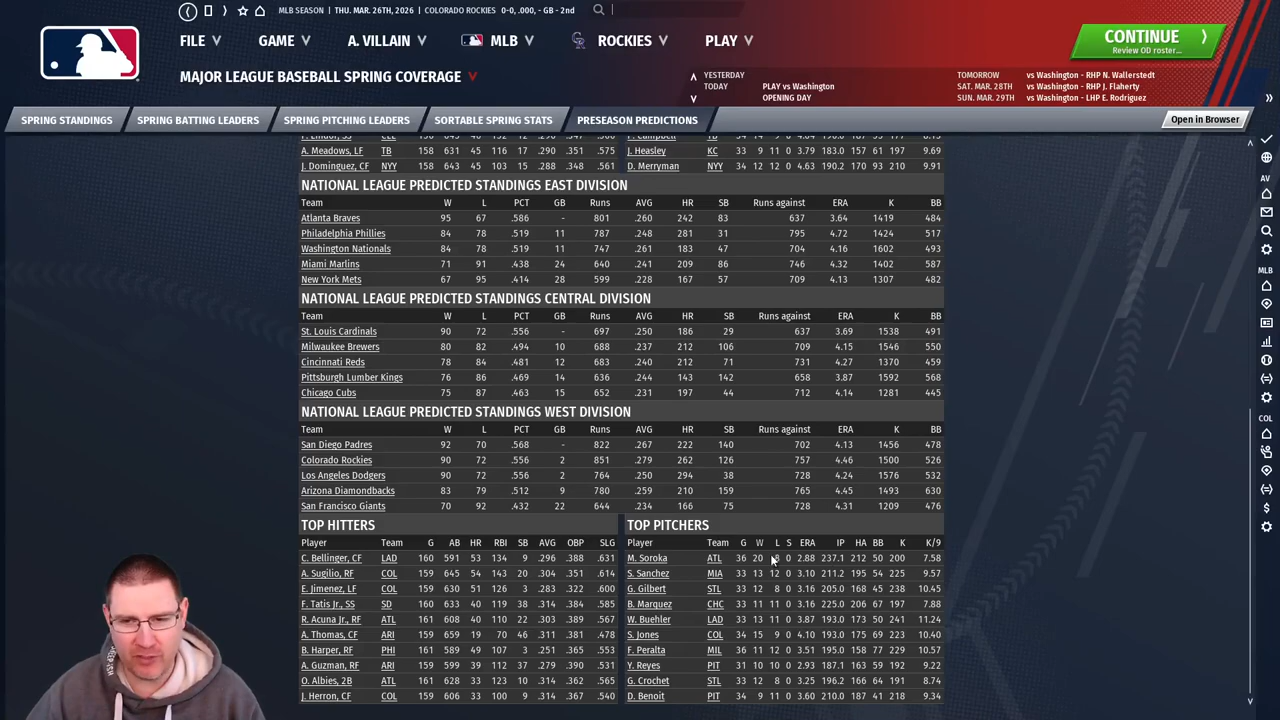 MLB SEASON | THU. MAR. 26TH, 2026 | COLORADO ROCKIES 0-0, .000, - GB - 2nd
FILE GAME A. VILLAIN MLB ROCKIES PLAY
CONTINUE
Review OD roster...
MAJOR LEAGUE BASEBALL SPRING COVERAGE
YESTERDAY
TODAY PLAY vs Washington
OPENING DAY
TOMORROW vs Washington - RHP N. Wallerstedt
SAT. MAR. 28TH vs Washington - RHP J. Flaherty
SUN. MAR. 29TH vs Washington - LHP E. Rodriguez
SPRING STANDINGS SPRING BATTING LEADERS SPRING PITCHING LEADERS SORTABLE SPRING STATS PRESEASON PREDICTIONS Open in Browser
A. Meadows, LF TB 158 631 45 116 17 .290 .351 .575 J. Heasley KC 33 9 11 0 3.79 183.0 157 61 197 9.69
J. Dominguez, CF NYY 158 643 45 103 15 .288 .348 .561 D. Merryman NYY 34 12 12 0 4.63 190.2 170 93 210 9.91
NATIONAL LEAGUE PREDICTED STANDINGS EAST DIVISION
Team W L PCT GB Runs AVG HR SB Runs against ERA K BB
Atlanta Braves 95 67 .586 - 801 .260 242 83 637 3.64 1419 484
Philadelphia Phillies 84 78 .519 11 787 .248 281 31 795 4.72 1424 517
Washington Nationals 84 78 .519 11 747 .261 183 47 704 4.16 1602 493
Miami Marlins 71 91 .438 24 640 .241 209 86 746 4.32 1402 587
New York Mets 67 95 .414 28 599 .228 167 57 709 4.13 1307 482
NATIONAL LEAGUE PREDICTED STANDINGS CENTRAL DIVISION
Team W L PCT GB Runs AVG HR SB Runs against ERA K BB
St. Louis Cardinals 90 72 .556 - 697 .250 186 29 637 3.69 1538 491
Milwaukee Brewers 80 82 .494 10 688 .237 212 106 709 4.15 1546 550
Cincinnati Reds 78 84 .481 12 683 .240 212 71 731 4.27 1370 459
Pittsburgh Lumber Kings 76 86 .469 14 636 .244 143 142 658 3.87 1592 568
Chicago Cubs 75 87 .463 15 652 .231 197 44 712 4.14 1281 445
NATIONAL LEAGUE PREDICTED STANDINGS WEST DIVISION
Team W L PCT GB Runs AVG HR SB Runs against ERA K BB
San Diego Padres 92 70 .568 - 822 .267 222 140 702 4.13 1456 478
Colorado Rockies 90 72 .556 2 851 .279 262 126 757 4.46 1500 526
Los Angeles Dodgers 90 72 .556 2 764 .250 294 38 728 4.24 1576 532
Arizona Diamondbacks 83 79 .512 9 780 .259 210 159 765 4.45 1493 630
San Francisco Giants 70 92 .432 22 644 .234 166 75 728 4.31 1209 476
TOP HITTERS TOP PITCHERS
Player Team G AB HR RBI SB AVG OBP SLG Player Team G W L S ERA IP HA BB K K/9
C. Bellinger, CF LAD 160 591 53 134 9 .296 .388 .631 M. Soroka ATL 36 20 8 0 2.88 237.1 212 50 200 7.58
A. Sugilio, RF COL 159 645 54 143 20 .304 .351 .614 S. Sanchez MIA 33 13 12 0 3.10 211.2 195 54 225 9.57
E. Jimenez, LF COL 159 630 51 126 3 .283 .322 .600 G. Gilbert STL 33 12 8 0 3.16 205.0 168 45 238 10.45
F. Tatis Jr., SS SD 160 633 40 119 38 .314 .384 .585 B. Marquez CHC 33 11 11 0 3.16 225.0 206 67 197 7.88
R. Acuna Jr., RF ATL 161 608 40 110 22 .303 .389 .567 W. Buehler LAD 33 13 11 0 3.87 193.0 173 50 241 11.24
A. Thomas, CF ARI 159 659 19 70 46 .311 .381 .478 S. Jones COL 34 15 9 0 4.10 193.0 175 69 223 10.40
B. Harper, RF PHI 161 589 49 107 3 .251 .365 .553 F. Peralta MIL 36 11 12 0 3.51 195.0 158 77 229 10.57
A. Guzman, RF ARI 159 599 39 112 37 .279 .390 .531 Y. Reyes PIT 31 10 10 0 2.93 187.1 163 59 192 9.22
O. Albies, 2B ATL 161 628 33 123 10 .314 .362 .565 G. Crochet STL 33 12 8 0 3.25 196.2 166 64 191 8.74
J. Herron, CF COL 159 606 33 100 9 .314 .367 .540 D. Benoit PIT 34 9 11 0 3.60 210.0 187 41 218 9.34
AV
MLB
COL